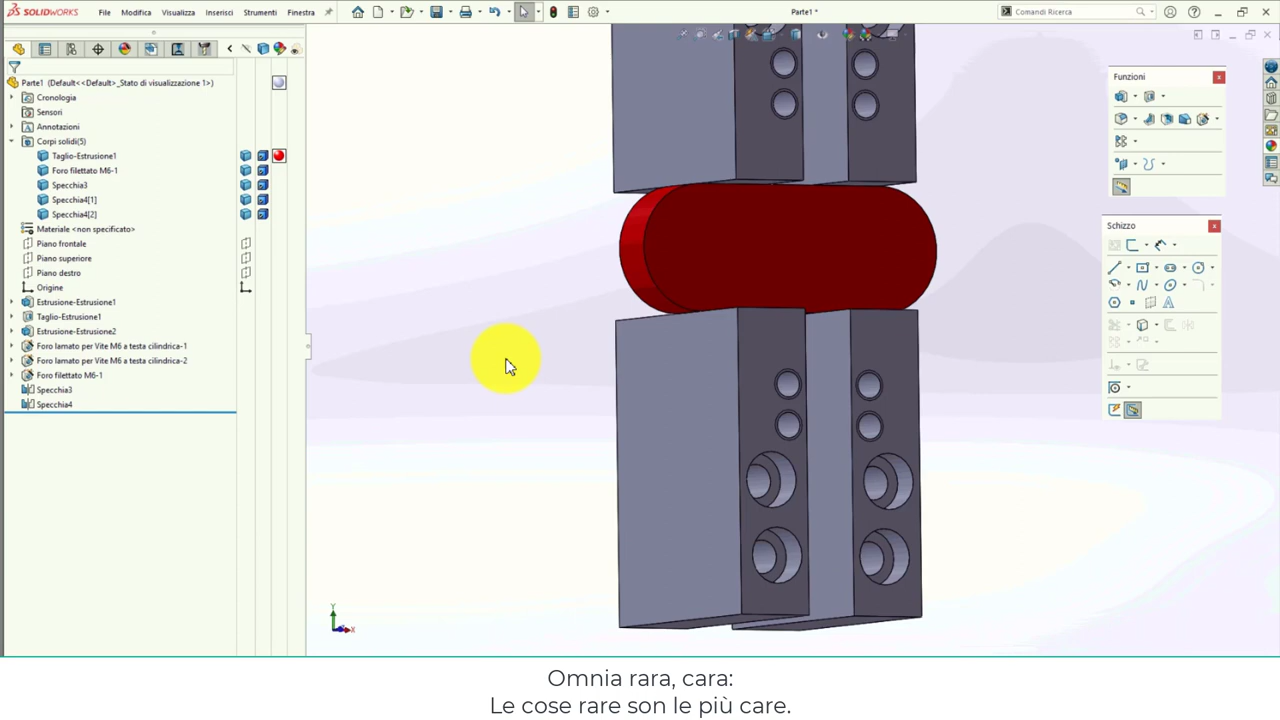 SOLIDWORKS File Modifica Visualizza Inserisci Strumenti Finestra Parte1 * Comandi Ricerca
Parte1 (Default<<Default>_Stato di visualizzazione 1>)
Cronologia
Sensori
Annotazioni
Corpi solidi(5)
Taglio-Estrusione1
Foro filettato M6-1
Specchia3
Specchia4[1]
Specchia4[2]
Materiale <non specificato>
Piano frontale
Piano superiore
Piano destro
Origine
Estrusione-Estrusione1
Taglio-Estrusione1
Estrusione-Estrusione2
Foro lamato per Vite M6 a testa cilindrica-1
Foro lamato per Vite M6 a testa cilindrica-2
Foro filettato M6-1
Specchia3
Specchia4
Funzioni
Schizzo
Y
X
Omnia rara, cara:
Le cose rare son le più care.